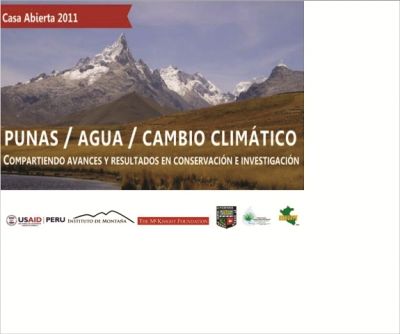 Casa Abierta 2011
PUNAS / AGUA / CAMBIO CLIMÁTICO
COMPARTIENDO AVANCES Y RESULTADOS EN CONSERVACIÓN E INVESTIGACIÓN
USAID PERU INSTITUTO DE MONTAÑA THE MCKNIGHT FOUNDATION